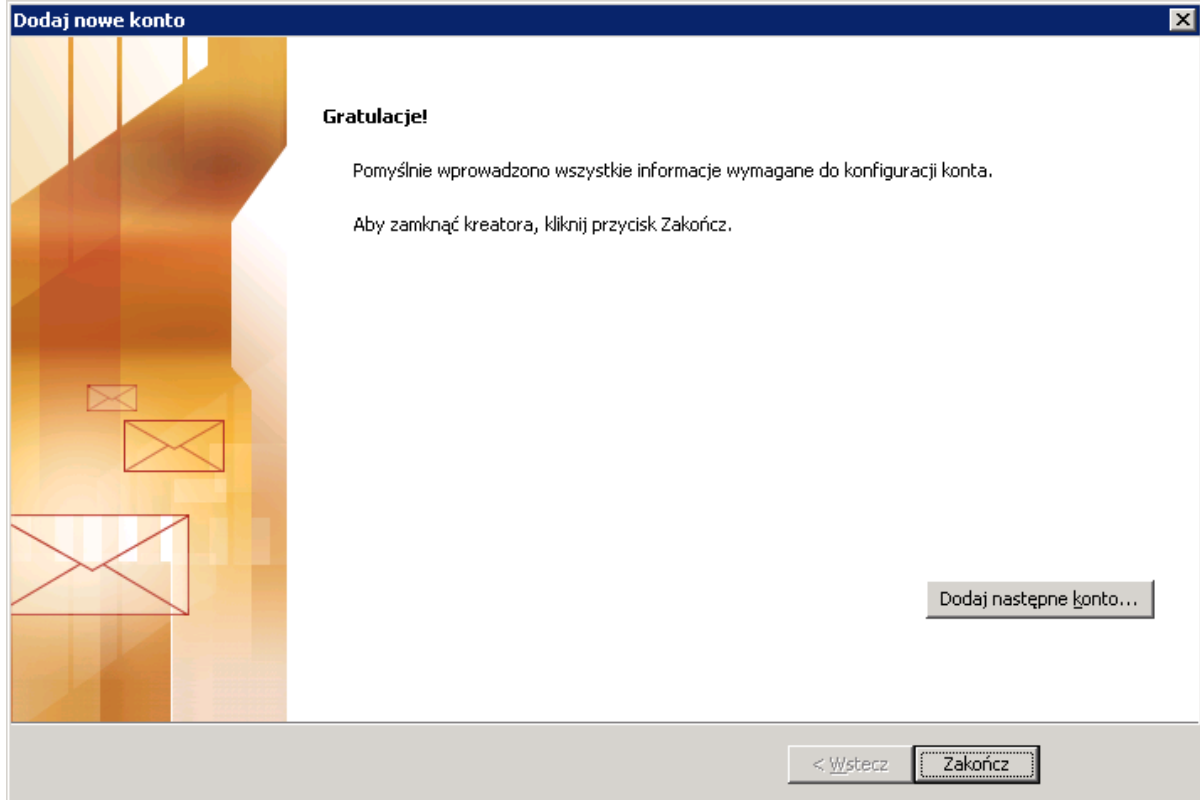 Dodaj nowe konto
Gratulacje!
Pomyślnie wprowadzono wszystkie informacje wymagane do konfiguracji konta.
Aby zamknąć kreatora, kliknij przycisk Zakończ.
Dodaj następne konto...
< Wstecz
Zakończ